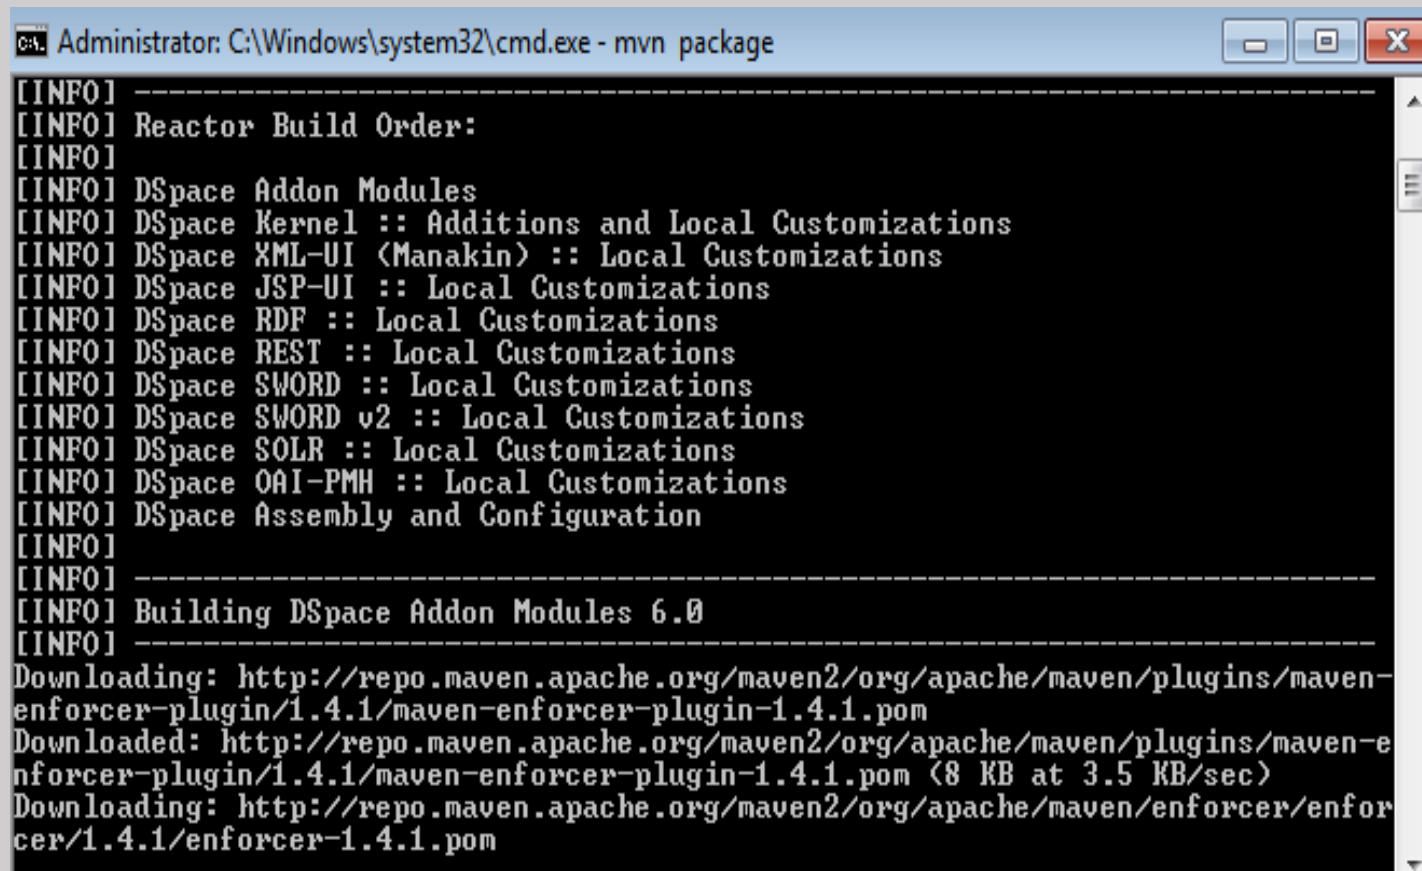 Administrator: C:\Windows\system32\cmd.exe - mvn  package
[INFO] ------------------------------------------------------------------------
[INFO] Reactor Build Order:
[INFO]
[INFO] DSpace Addon Modules
[INFO] DSpace Kernel :: Additions and Local Customizations
[INFO] DSpace XML-UI (Manakin) :: Local Customizations
[INFO] DSpace JSP-UI :: Local Customizations
[INFO] DSpace RDF :: Local Customizations
[INFO] DSpace REST :: Local Customizations
[INFO] DSpace SWORD :: Local Customizations
[INFO] DSpace SWORD v2 :: Local Customizations
[INFO] DSpace SOLR :: Local Customizations
[INFO] DSpace OAI-PMH :: Local Customizations
[INFO] DSpace Assembly and Configuration
[INFO]
[INFO] ------------------------------------------------------------------------
[INFO] Building DSpace Addon Modules 6.0
[INFO] ------------------------------------------------------------------------
Downloading: http://repo.maven.apache.org/maven2/org/apache/maven/plugins/maven-
enforcer-plugin/1.4.1/maven-enforcer-plugin-1.4.1.pom
Downloaded: http://repo.maven.apache.org/maven2/org/apache/maven/plugins/maven-e
nforcer-plugin/1.4.1/maven-enforcer-plugin-1.4.1.pom (8 KB at 3.5 KB/sec)
Downloading: http://repo.maven.apache.org/maven2/org/apache/maven/enforcer/enfor
cer/1.4.1/enforcer-1.4.1.pom